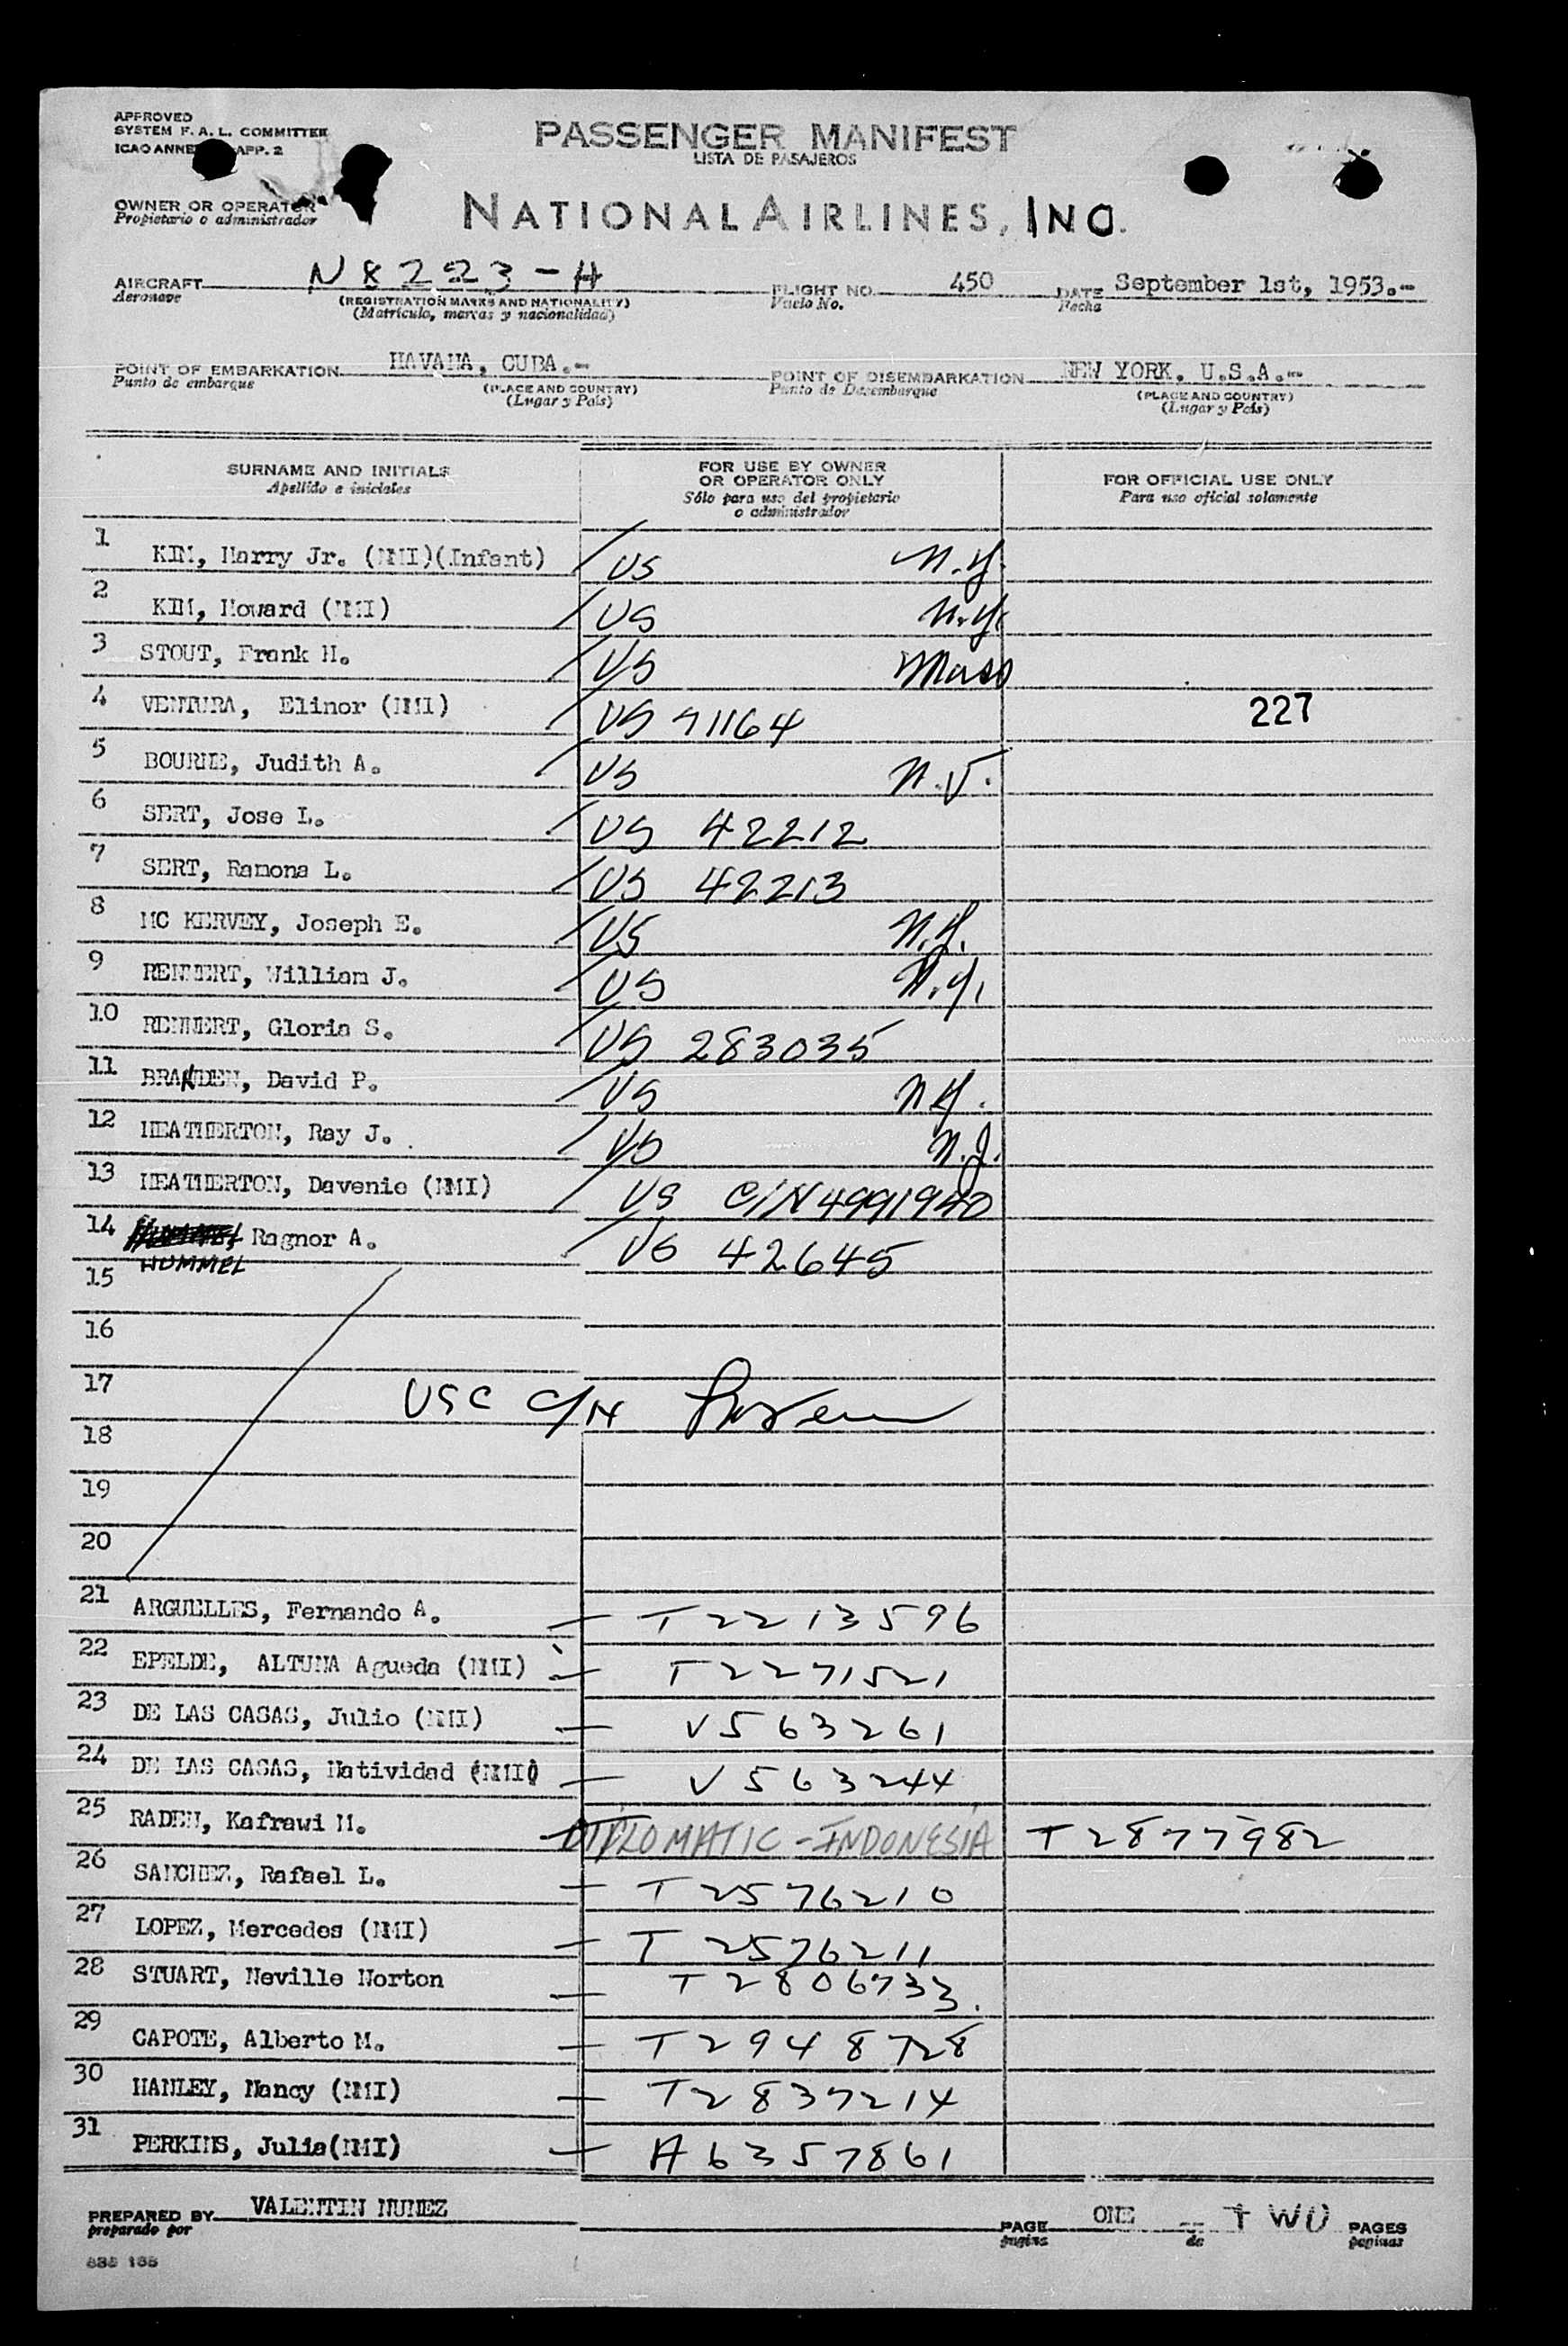 APPROVED
SYSTEM F. A. L. COMMITTEE
ICAO ANNE APP. 2
PASSENGER MANIFEST
LISTA DE PASAJEROS
OWNER OR OPERATOR
Propietario o administrador
NATIONAL AIRLINES, INC.
AIRCRAFT N8223-H
Aeronave
(REGISTRATION MARKS AND NATIONALITY)
(Matrícula, marcas y nacionalidad)
FLIGHT NO. 450
Vuelo No.
DATE September 1st, 1953.-
Fecha
POINT OF EMBARKATION HAVANA, CUBA.-
Punto de embarque
(PLACE AND COUNTRY)
(Lugar y País)
POINT OF DISEMBARKATION NEW YORK, U.S.A.-
Punto de Desembarque
(PLACE AND COUNTRY)
(Lugar y País)
SURNAME AND INITIALS
Apellido e iniciales
FOR USE BY OWNER
OR OPERATOR ONLY
Sólo para uso del propietario
o administrador
FOR OFFICIAL USE ONLY
Para uso oficial solamente
1 KIM, Harry Jr. (NMI)(Infant) US N.Y.
2 KIM, Howard (NMI) US N.Y.
3 STOUT, Frank H. US Mass
4 VENTURA, Elinor (NMI) US 71164 227
5 BOURNE, Judith A. US N.J.
6 SERT, Jose L. US 42212
7 SERT, Ramona L. US 42213
8 MC KERVEY, Joseph E. US N.Y.
9 RENNERT, William J. US N.Y.
10 RENNERT, Gloria S. US 283035
11 BRANDEN, David P. US N.Y.
12 HEATHERTON, Ray J. US N.J.
13 HEATHERTON, Davenie (NMI) US C/N 4991940
14 Ragnor A. US 42645
HUMMEL
15
16
17
USC C/N
18
19
20
21 ARGUELLES, Fernando A. - T2213596
22 EPELDE, ALTUNA Agueda (NMI) - T2271521
23 DE LAS CASAS, Julio (NMI) - V563261
24 DE LAS CASAS, Natividad (NMI) - V563244
25 RADEN, Kafrawi M. - DIPLOMATIC - INDONESIA T2877982
26 SANCHEZ, Rafael L. - T2576210
27 LOPEZ, Mercedes (NMI) - T2576211
28 STUART, Neville Norton - T2806733.
29 CAPOTE, Alberto M. - T2948728
30 HANLEY, Nancy (NMI) - T2837214
31 PERKINS, Julia(NMI) - A6357861
PREPARED BY VALENTIN NUNEZ
preparado por
PAGE ONE TWO PAGES
página de páginas